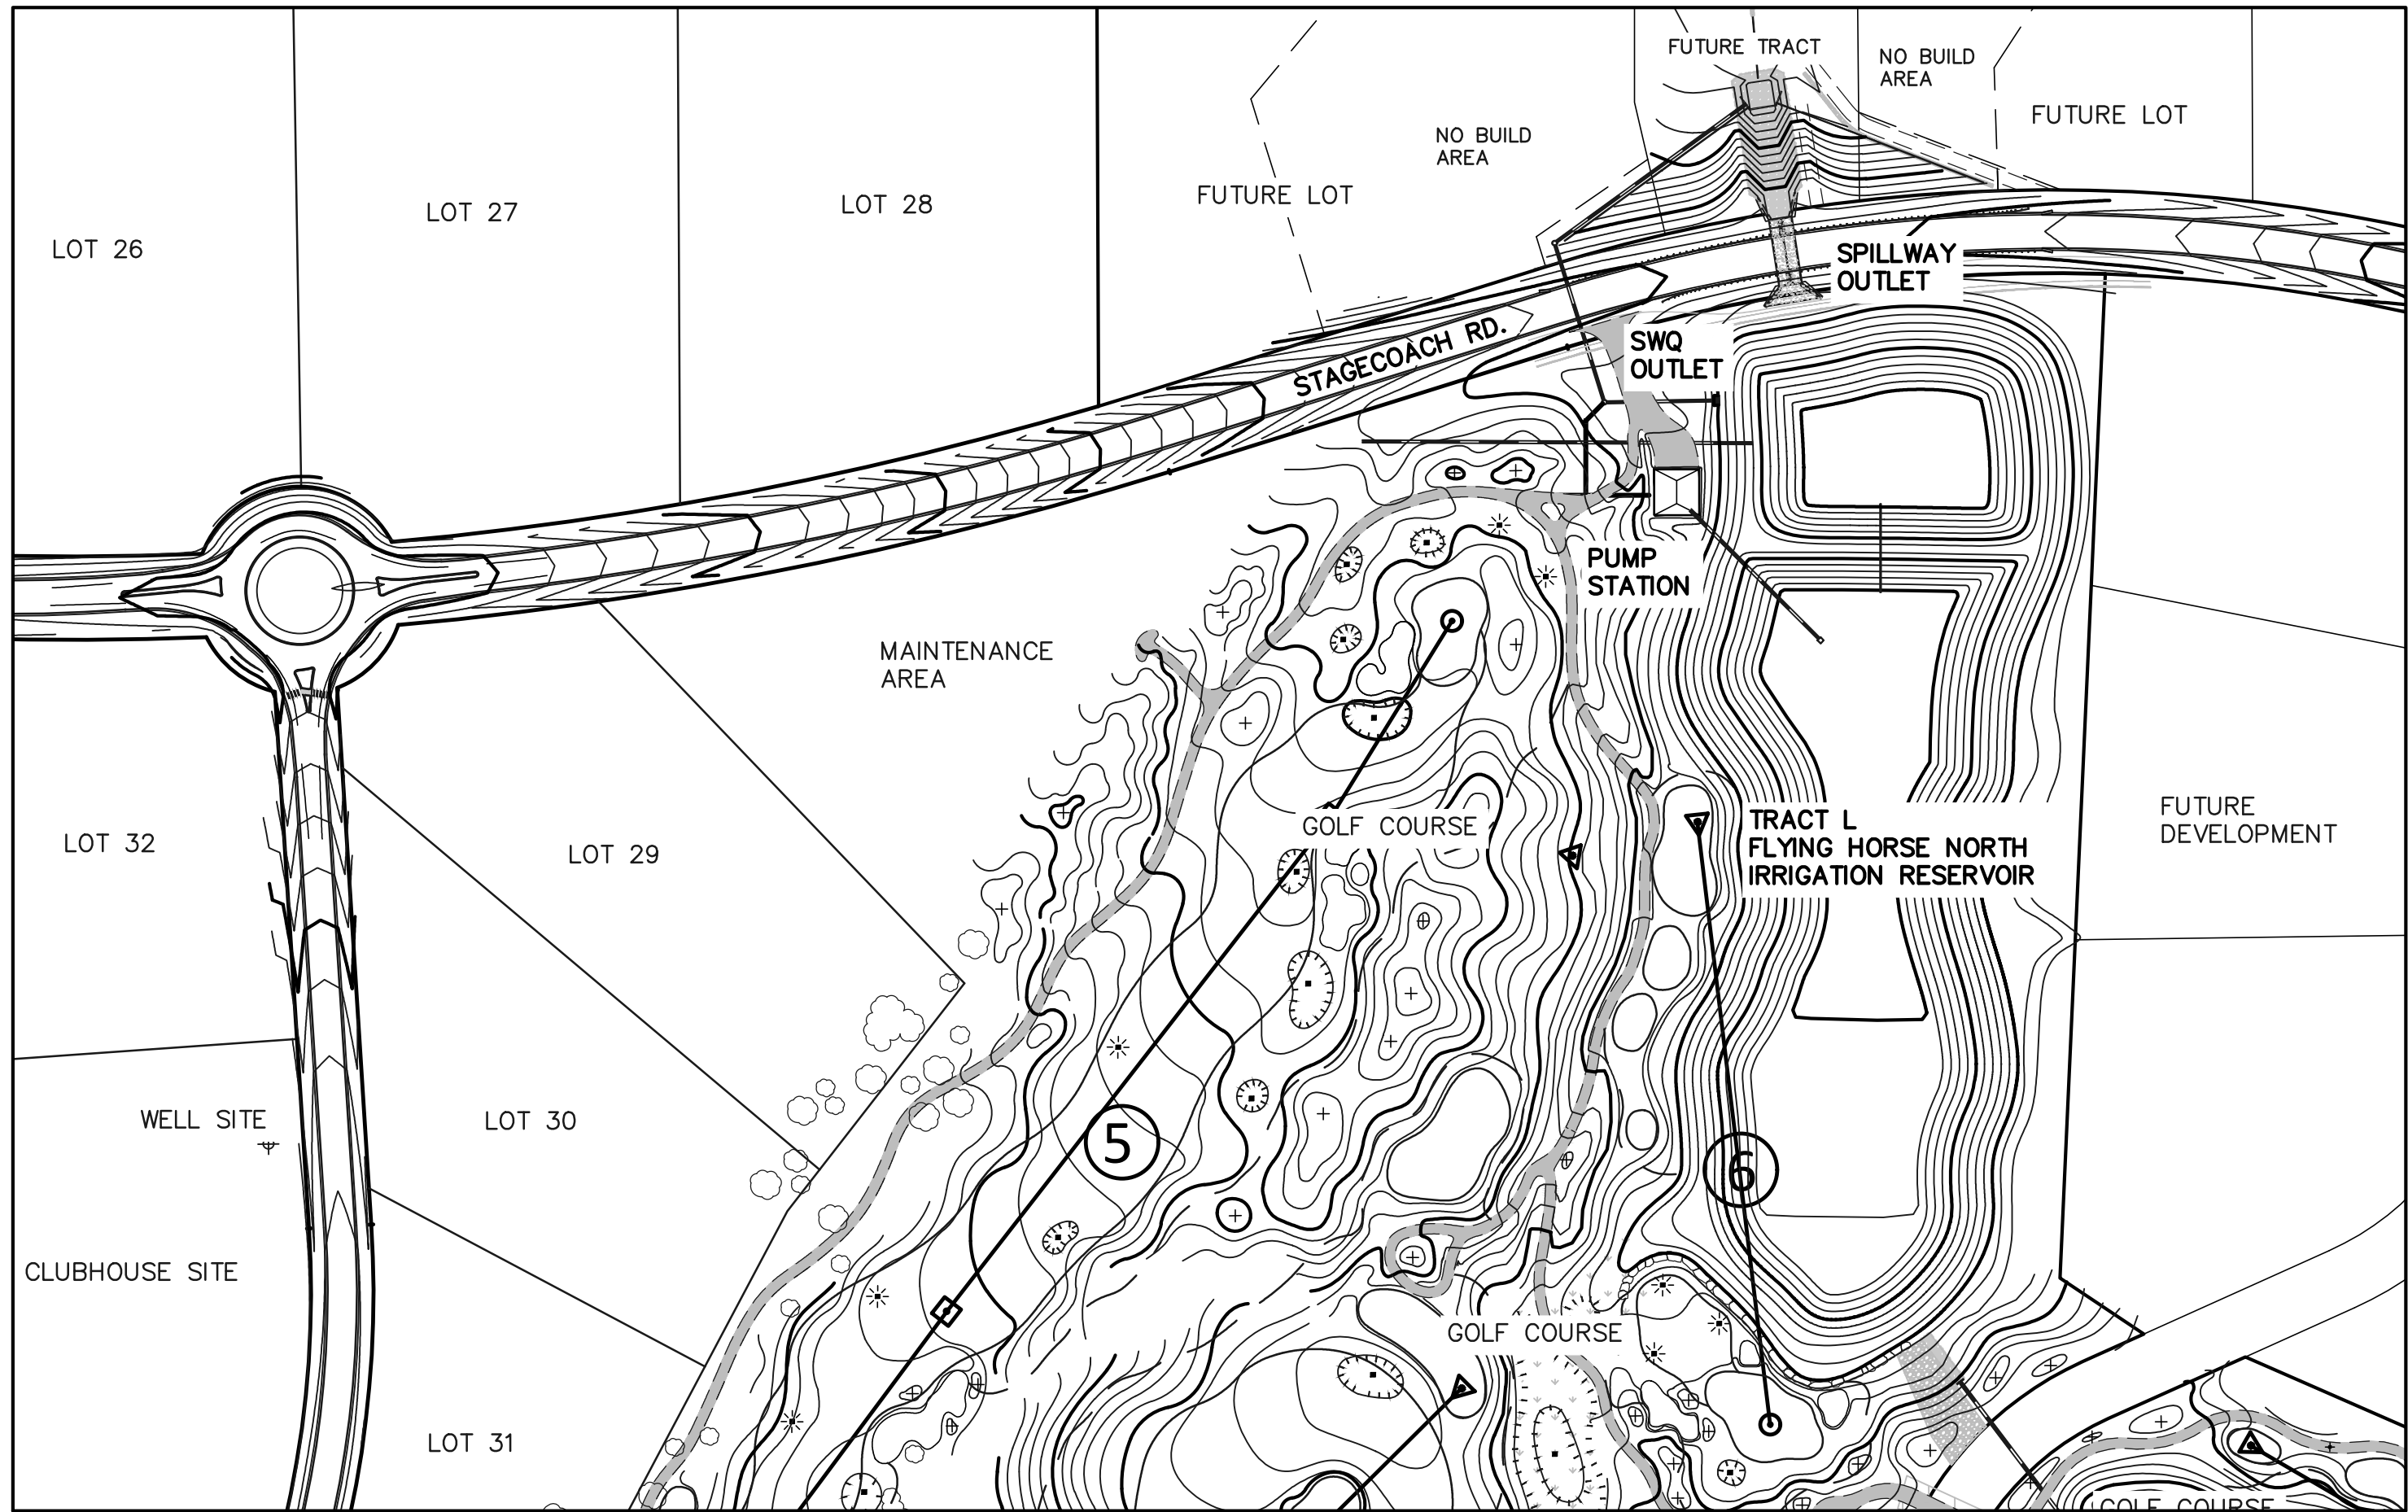 FUTURE TRACT
NO BUILD
AREA
FUTURE LOT
NO BUILD
AREA
FUTURE LOT
LOT 28
LOT 27
LOT 26
SPILLWAY
OUTLET
SWQ
OUTLET
STAGECOACH RD.
PUMP
STATION
MAINTENANCE
AREA
GOLF COURSE
TRACT L
FLYING HORSE NORTH
IRRIGATION RESERVOIR
FUTURE
DEVELOPMENT
LOT 32
LOT 29
WELL SITE
LOT 30
5
6
CLUBHOUSE SITE
GOLF COURSE
LOT 31
GOLF COURSE